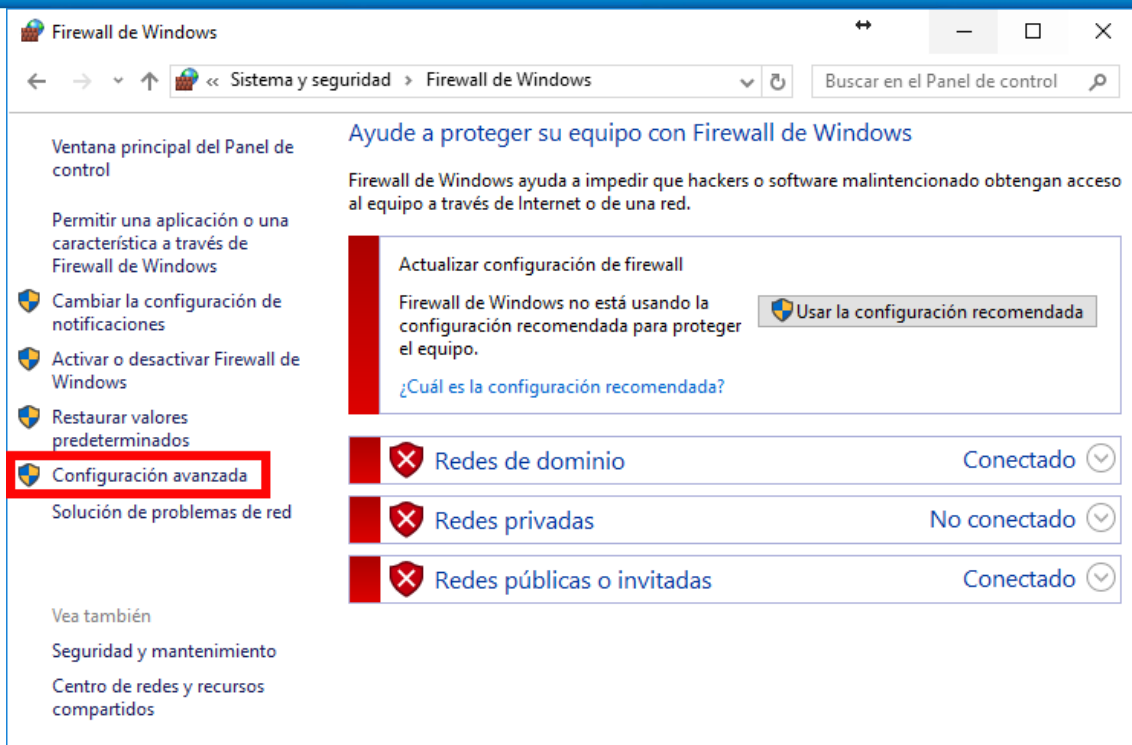 Firewall de Windows
« Sistema y seguridad > Firewall de Windows
Buscar en el Panel de control
Ventana principal del Panel de
control
Permitir una aplicación o una
característica a través de
Firewall de Windows
Cambiar la configuración de
notificaciones
Activar o desactivar Firewall de
Windows
Restaurar valores
predeterminados
Configuración avanzada
Solución de problemas de red
Vea también
Seguridad y mantenimiento
Centro de redes y recursos
compartidos
Ayude a proteger su equipo con Firewall de Windows
Firewall de Windows ayuda a impedir que hackers o software malintencionado obtengan acceso
al equipo a través de Internet o de una red.
Actualizar configuración de firewall
Firewall de Windows no está usando la
configuración recomendada para proteger
el equipo.
Usar la configuración recomendada
¿Cuál es la configuración recomendada?
Redes de dominio Conectado
Redes privadas No conectado
Redes públicas o invitadas Conectado